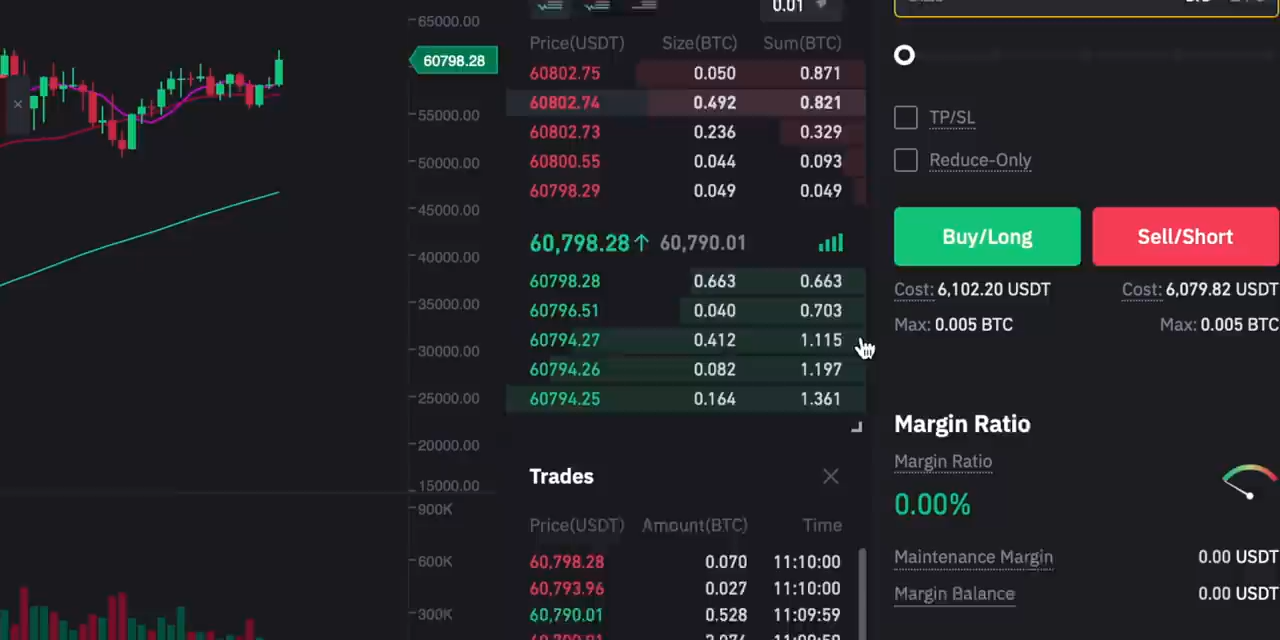 65000.00
60798.28
55000.00
50000.00
45000.00
40000.00
35000.00
30000.00
25000.00
20000.00
15000.00
900K
600K
300K
0.01
Price(USDT) Size(BTC) Sum(BTC)
60802.75 0.050 0.871
60802.74 0.492 0.821
60802.73 0.236 0.329
60800.55 0.044 0.093
60798.29 0.049 0.049
60,798.28↑ 60,790.01
60798.28 0.663 0.663
60796.51 0.040 0.703
60794.27 0.412 1.115
60794.26 0.082 1.197
60794.25 0.164 1.361
Trades
Price(USDT) Amount(BTC) Time
60,798.28 0.070 11:10:00
60,793.96 0.027 11:10:00
60,790.01 0.528 11:09:59
TP/SL
Reduce-Only
Buy/Long Sell/Short
Cost: 6,102.20 USDT Cost: 6,079.82 USDT
Max: 0.005 BTC Max: 0.005 BTC
Margin Ratio
Margin Ratio
0.00%
Maintenance Margin 0.00 USDT
Margin Balance 0.00 USDT